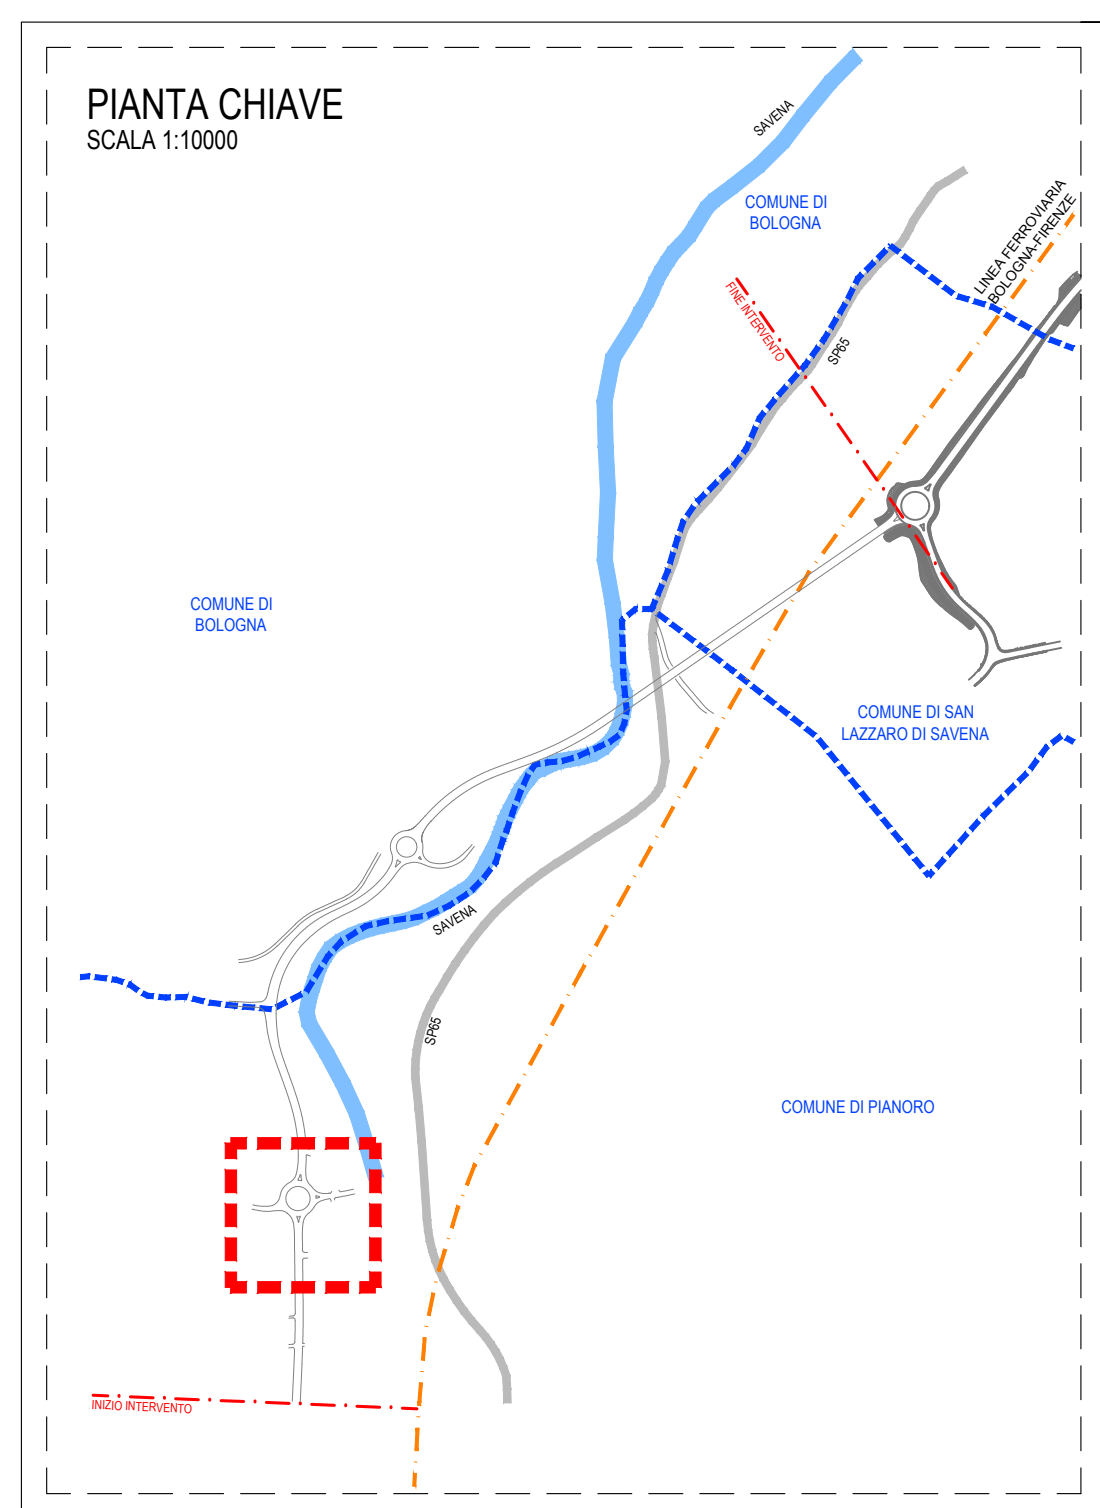 PIANTA CHIAVE
SCALA 1:10000
SAVENA
COMUNE DI
BOLOGNA
LINEA FERROVIARIA
BOLOGNA-FIRENZE
FINE INTERVENTO
SP65
COMUNE DI
BOLOGNA
COMUNE DI SAN
LAZZARO DI SAVENA
SAVENA
SP65
COMUNE DI PIANORO
INIZIO INTERVENTO